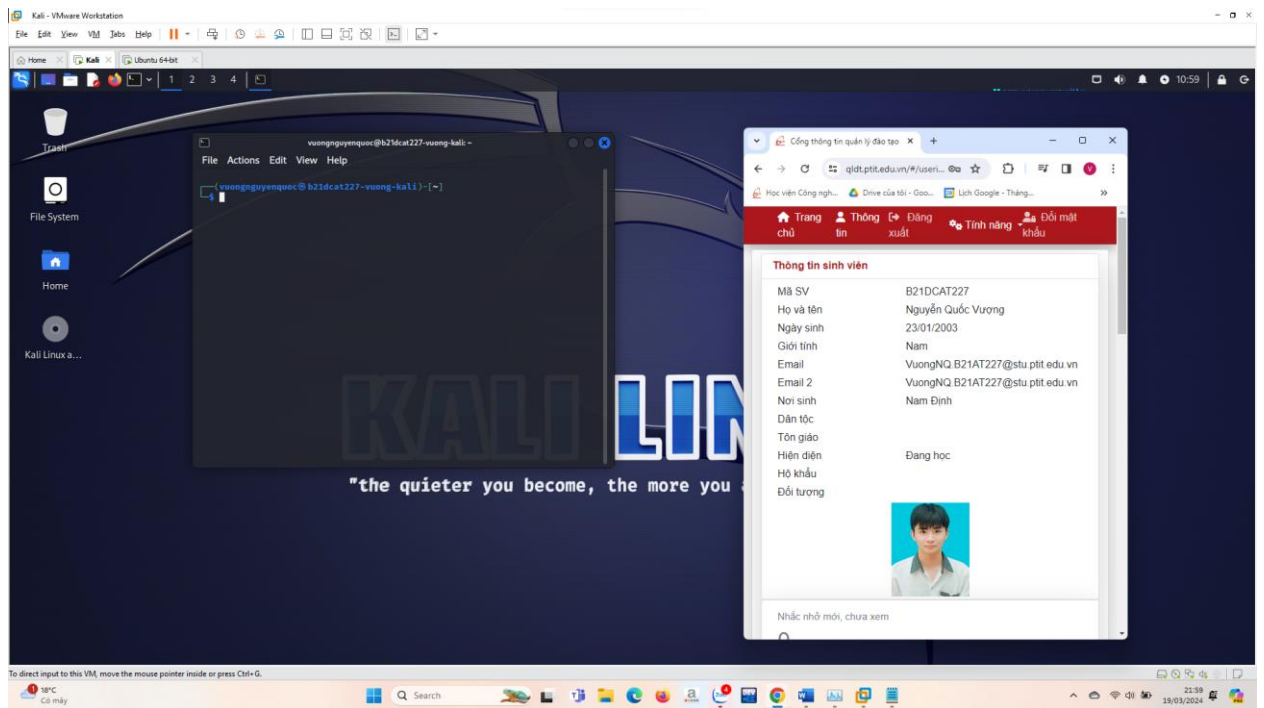 Kali - VMware Workstation
File Edit View VM Tabs Help
Home Kali Ubuntu 64-bit
1 2 3 4 10:59
Trash
File System
Home
Kali Linux a...
vuongnguyenquoc@b21dcat227-vuong-kali: ~
File Actions Edit View Help
(vuongnguyenquoc㉿b21dcat227-vuong-kali)-[~]
$
KALI LIN
"the quieter you become, the more you
Cổng thông tin quản lý đào tạo
qldt.ptit.edu.vn/#/useri...
Học viện Công ngh... Drive của tôi - Goo... Lịch Google - Tháng...
Trang chủ Thông tin Đăng xuất Tính năng Đổi mật khẩu
Thông tin sinh viên
Mã SV B21DCAT227
Họ và tên Nguyễn Quốc Vượng
Ngày sinh 23/01/2003
Giới tính Nam
Email VuongNQ.B21AT227@stu.ptit.edu.vn
Email 2 VuongNQ.B21AT227@stu.ptit.edu.vn
Nơi sinh Nam Định
Dân tộc
Tôn giáo
Hiện diện Đang học
Hộ khẩu
Đối tượng
Nhắc nhở mới, chưa xem
To direct input to this VM, move the mouse pointer inside or press Ctrl+G.
18°C
Có mây
Search
21:59
19/03/2024